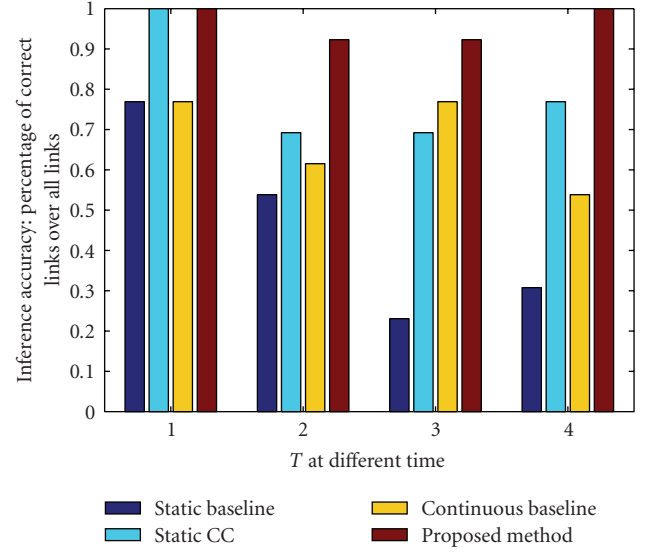 Inference accuracy: percentage of correct
links over all links
1
0.9
0.8
0.7
0.6
0.5
0.4
0.3
0.2
0.1
0
1 2 3 4
T at different time
Static baseline
Static CC
Continuous baseline
Proposed method